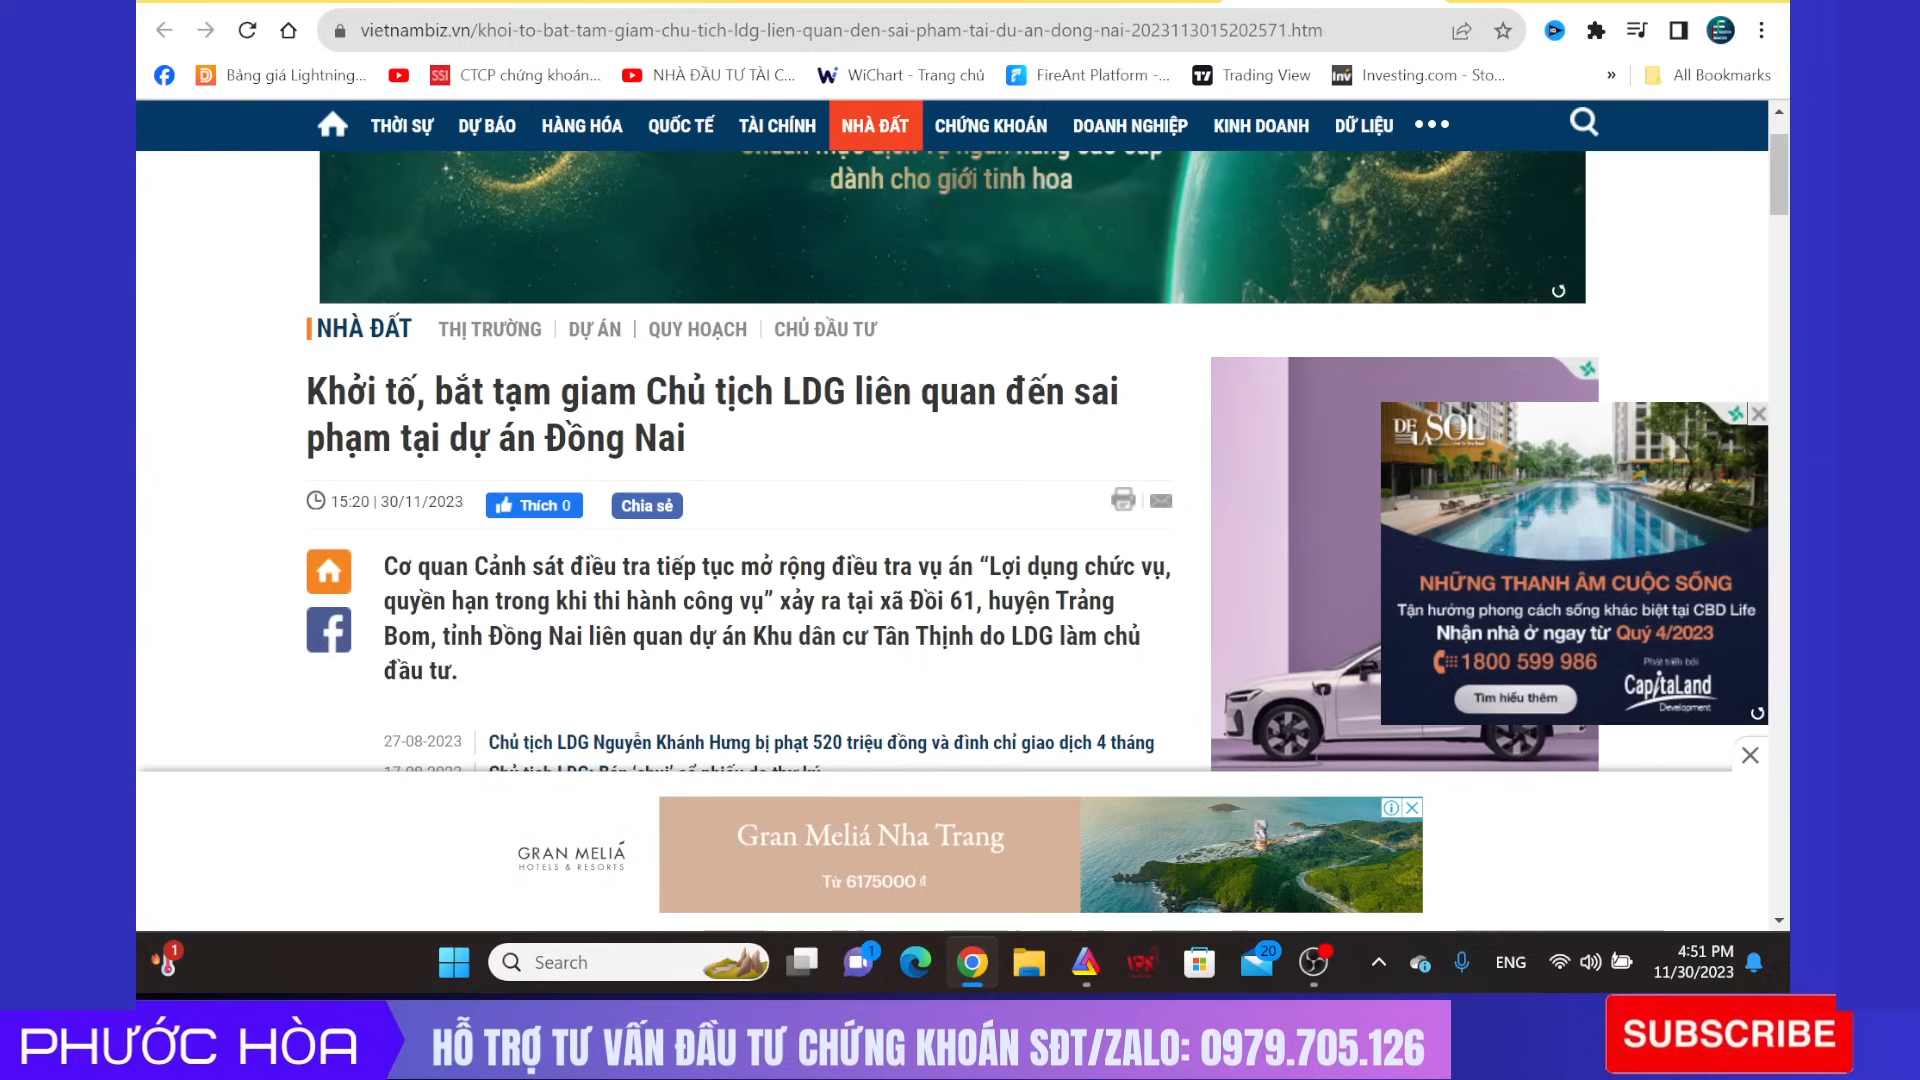 vietnambiz.vn/khoi-to-bat-tam-giam-chu-tich-ldg-lien-quan-den-sai-pham-tai-du-an-dong-nai-2023113015202571.htm
Bảng giá Lightning...
SSI CTCP chứng khoán...
NHÀ ĐẦU TƯ TÀI C...
WiChart - Trang chủ
FireAnt Platform -...
Trading View
Inv Investing.com - Sto...
» All Bookmarks
THỜI SỰ DỰ BÁO HÀNG HÓA QUỐC TẾ TÀI CHÍNH NHÀ ĐẤT CHỨNG KHOÁN DOANH NGHIỆP KINH DOANH DỮ LIỆU
dành cho giới tinh hoa
NHÀ ĐẤT THỊ TRƯỜNG | DỰ ÁN | QUY HOẠCH | CHỦ ĐẦU TƯ
Khởi tố, bắt tạm giam Chủ tịch LDG liên quan đến sai
phạm tại dự án Đồng Nai
15:20 | 30/11/2023 Thích 0 Chia sẻ
Cơ quan Cảnh sát điều tra tiếp tục mở rộng điều tra vụ án “Lợi dụng chức vụ,
quyền hạn trong khi thi hành công vụ” xảy ra tại xã Đồi 61, huyện Trảng
Bom, tỉnh Đồng Nai liên quan dự án Khu dân cư Tân Thịnh do LDG làm chủ
đầu tư.
27-08-2023 Chủ tịch LDG Nguyễn Khánh Hưng bị phạt 520 triệu đồng và đình chỉ giao dịch 4 tháng
DE LA SOL
NHỮNG THANH ÂM CUỘC SỐNG
Tận hưởng phong cách sống khác biệt tại CBD Life
Nhận nhà ở ngay từ Quý 4/2023
1800 599 986
Phát triển bởi
Tìm hiểu thêm
CapitaLand
Development
GRAN MELIÁ
HOTELS & RESORTS
Gran Meliá Nha Trang
Từ 6175000 ₫
1
Search
1
20
ENG
4:51 PM
11/30/2023
PHƯỚC HÒA
HỖ TRỢ TƯ VẤN ĐẦU TƯ CHỨNG KHOÁN SĐT/ZALO: 0979.705.126
SUBSCRIBE